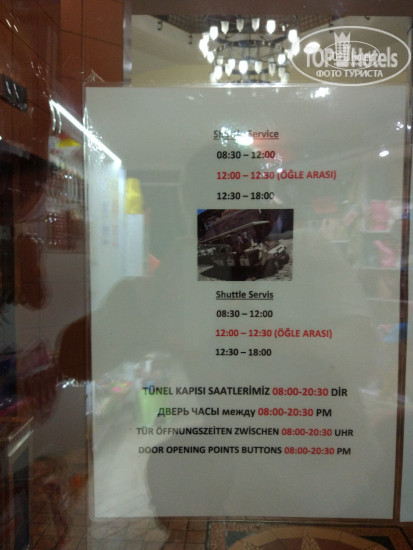 TOPHotels
ФОТО ТУРИСТА
Shuttle Service
08:30 – 12:00
12:00 – 12:30 (ÖĞLE ARASI)
12:30 – 18:00
Shuttle Servis
08:30 – 12:00
12:00 – 12:30 (ÖĞLE ARASI)
12:30 – 18:00
TÜNEL KAPISI SAATLERİMİZ 08:00-20:30 DİR
ДВЕРЬ ЧАСЫ между 08:00-20:30 PM
TÜR ÖFFNUNGSZEITEN ZWISCHEN 08:00-20:30 UHR
DOOR OPENING POINTS BUTTONS 08:00-20:30 PM